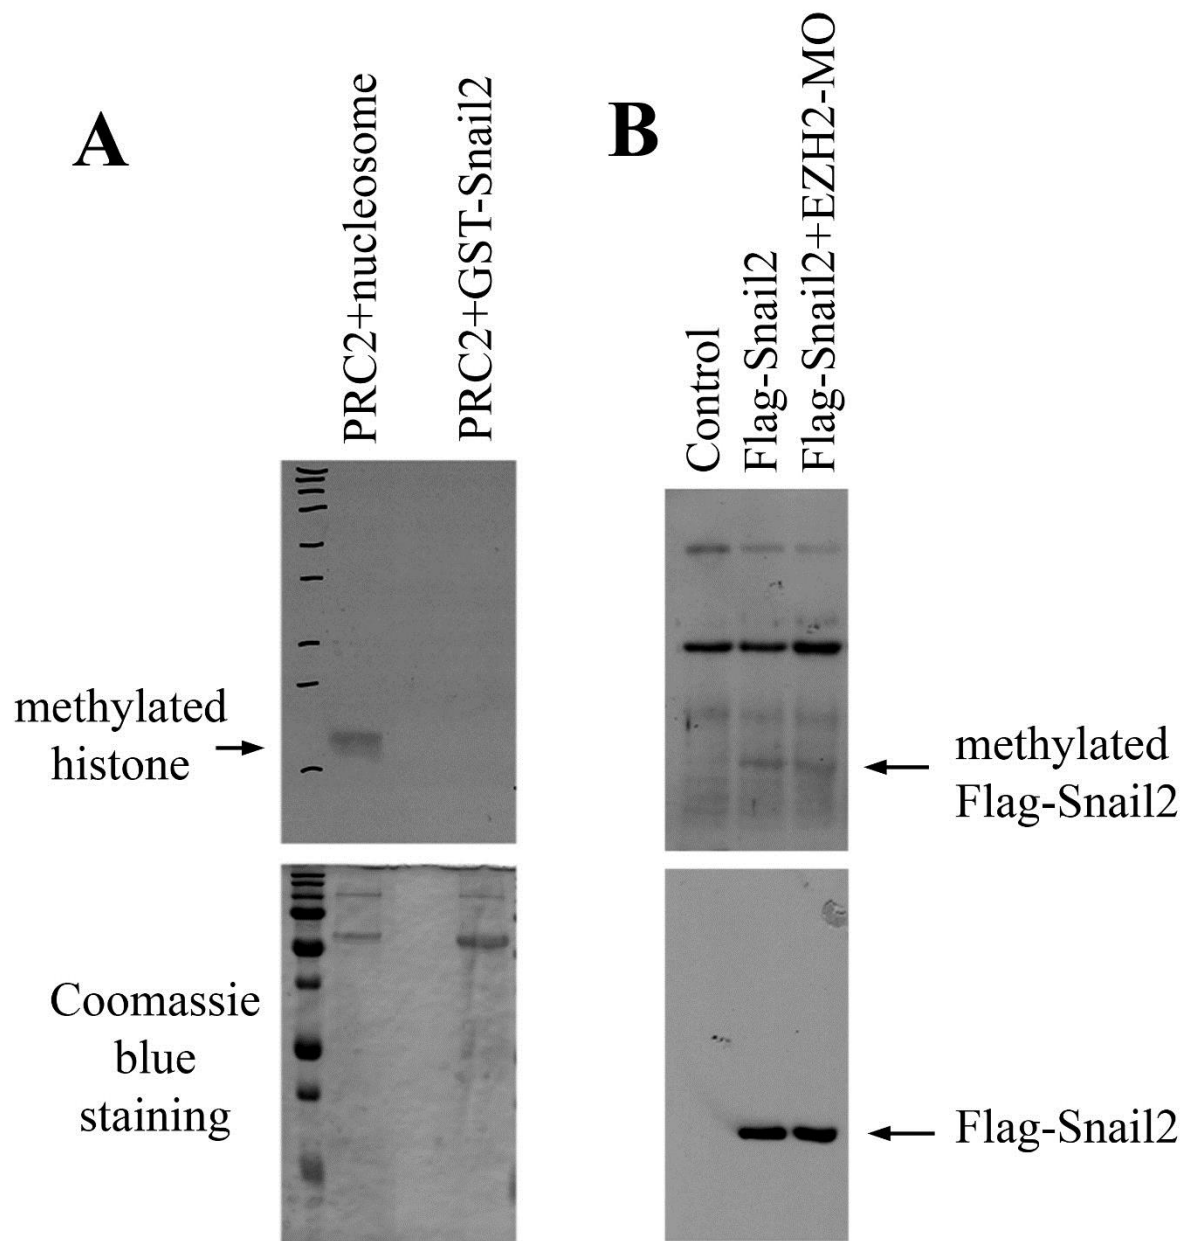 A
PRC2+nucleosome
PRC2+GST-Snail2
methylated
histone
Coomassie
blue
staining
B
Control
Flag-Snail2
Flag-Snail2+EZH2-MO
methylated
Flag-Snail2
Flag-Snail2